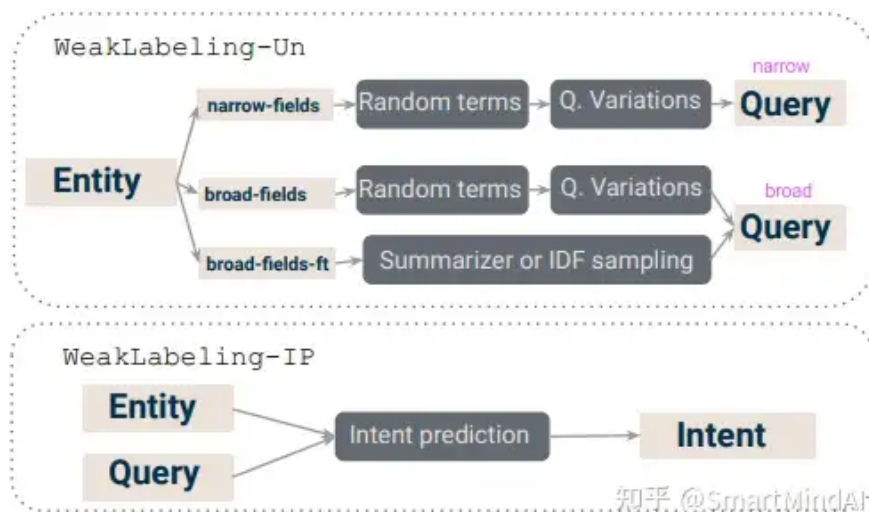 WeakLabeling-Un
narrow
narrow-fields
Random terms
Q. Variations
Query
Entity
broad-fields
Random terms
Q. Variations
broad
Query
broad-fields-ft
Summarizer or IDF sampling
WeakLabeling-IP
Entity
Query
Intent prediction
Intent
知乎 @SmartMindAI